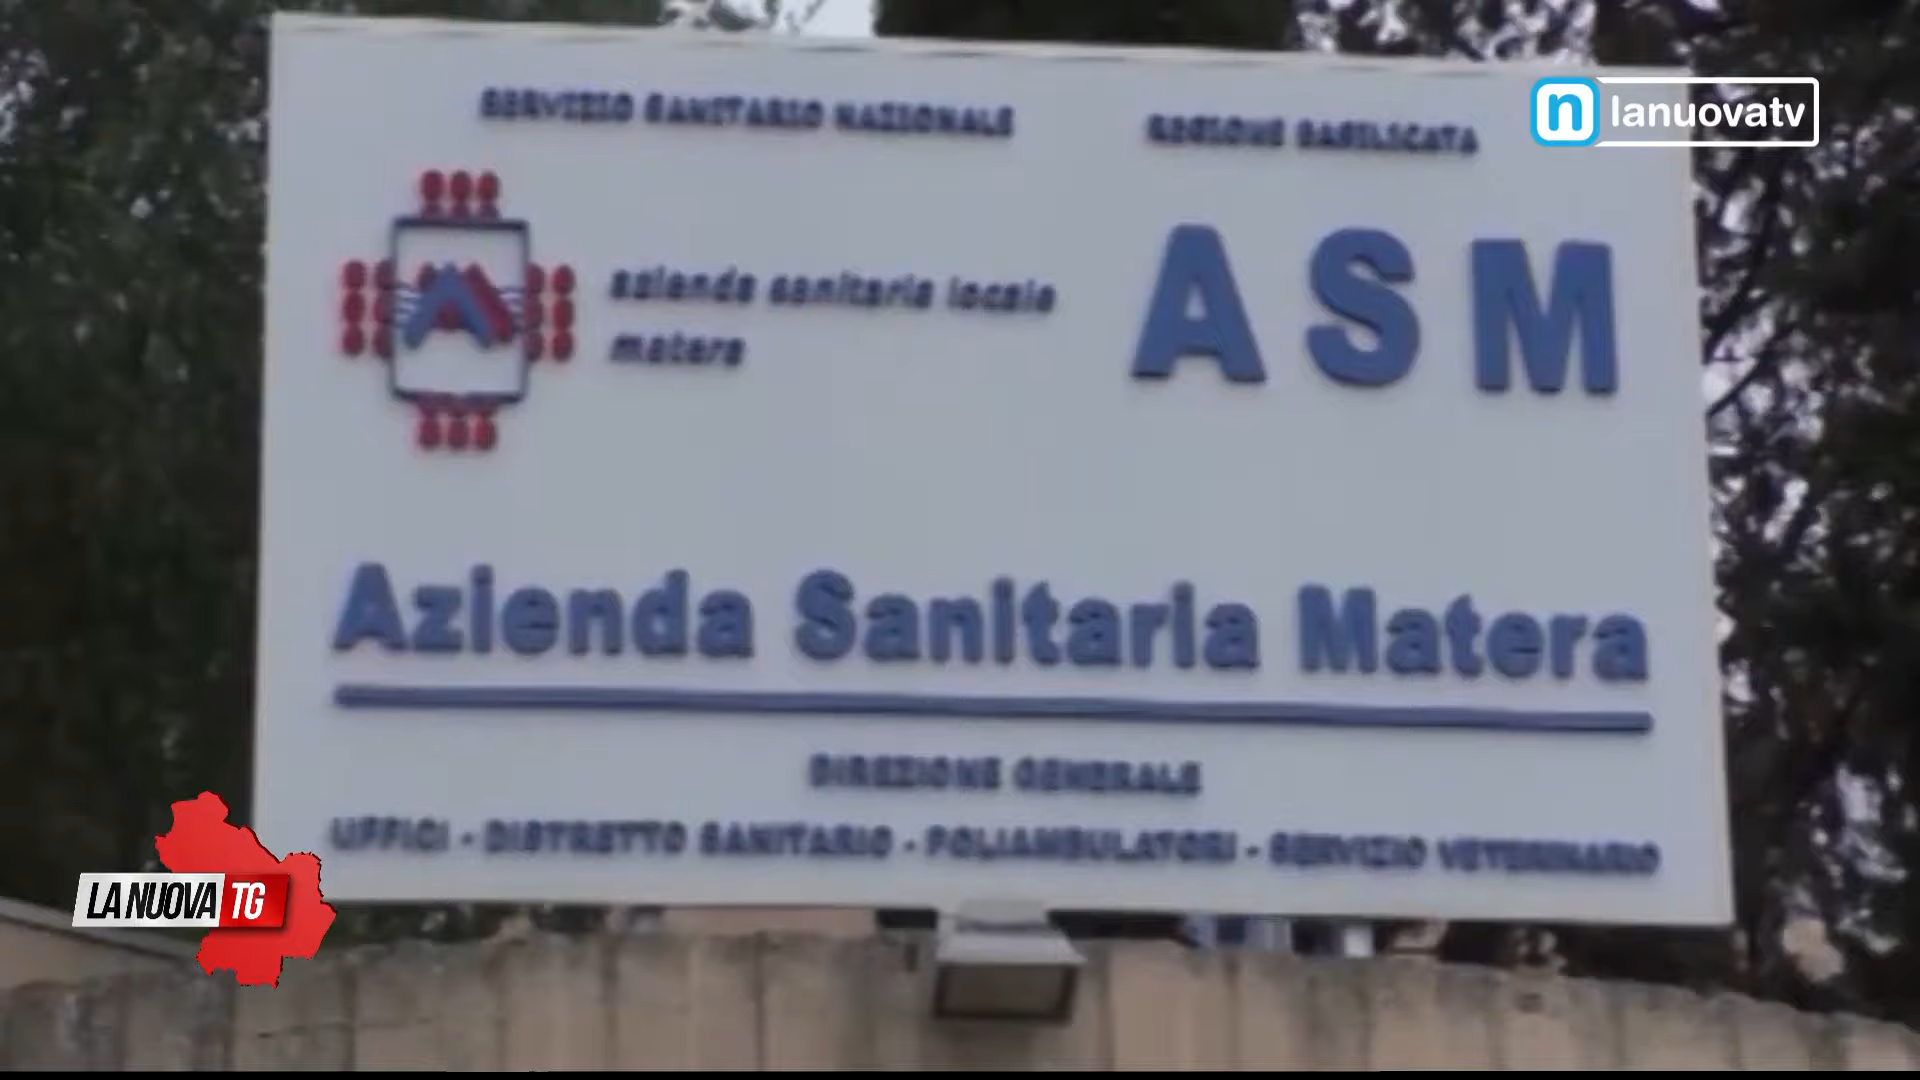 SERVIZIO SANITARIO NAZIONALE
REGIONE BASILICATA
lanuovatv
azienda sanitaria locale
matera
ASM
Azienda Sanitaria Matera
DIREZIONE GENERALE
UFFICI - DISTRETTO SANITARIO - POLIAMBULATORI - SERVIZIO VETERINARIO
LA NUOVA TG